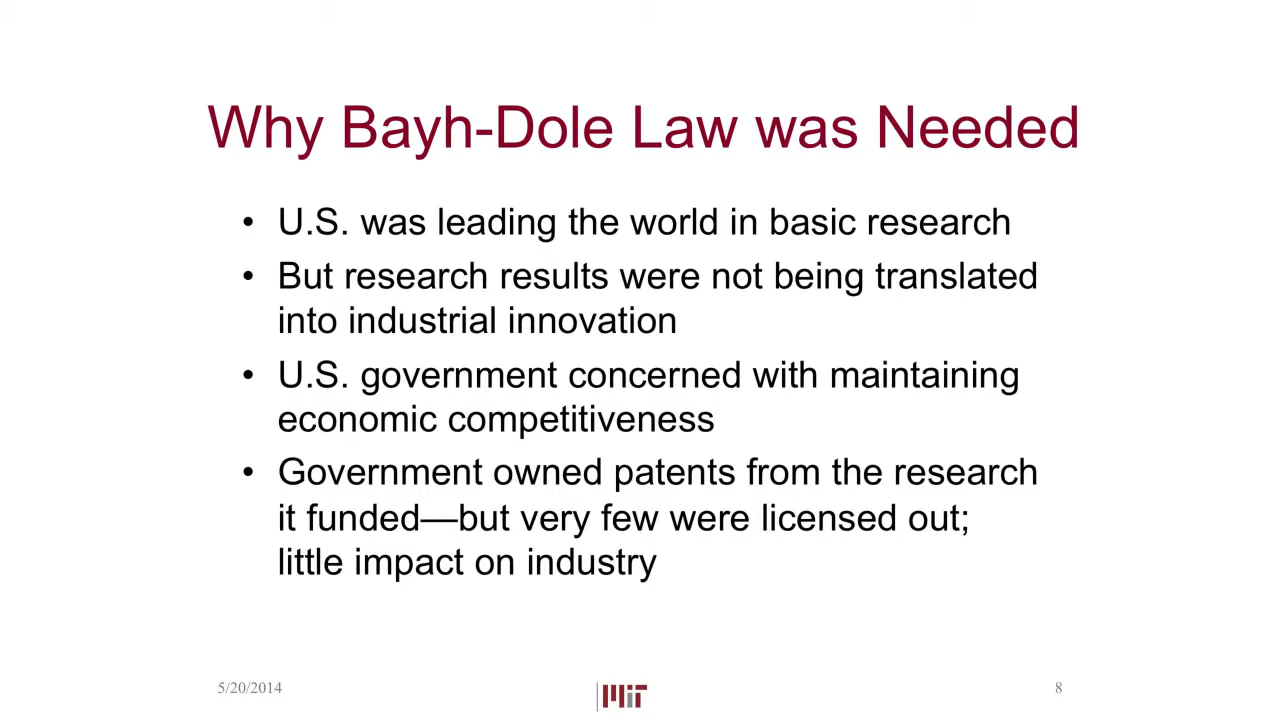 Why Bayh-Dole Law was Needed
• U.S. was leading the world in basic research
• But research results were not being translated
into industrial innovation
• U.S. government concerned with maintaining
economic competitiveness
• Government owned patents from the research
it funded—but very few were licensed out;
little impact on industry
5/20/2014
MIT
8